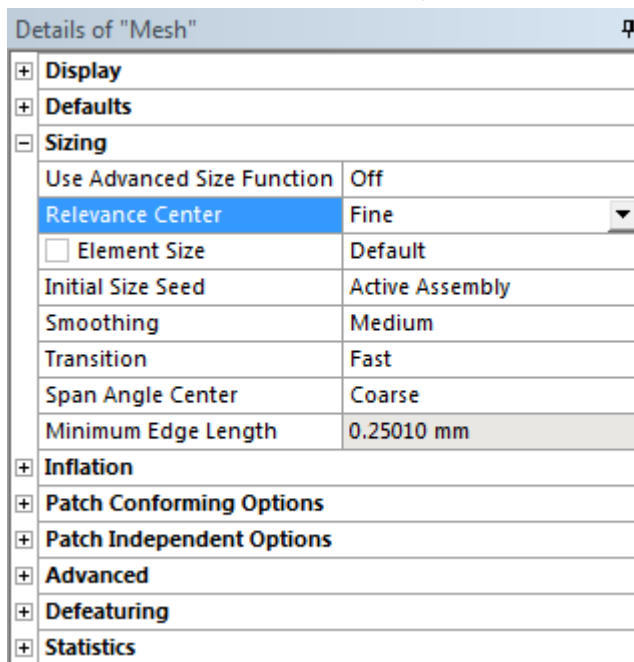 Details of "Mesh"
Display
Defaults
Sizing
Use Advanced Size Function Off
Relevance Center Fine
Element Size Default
Initial Size Seed Active Assembly
Smoothing Medium
Transition Fast
Span Angle Center Coarse
Minimum Edge Length 0.25010 mm
Inflation
Patch Conforming Options
Patch Independent Options
Advanced
Defeaturing
Statistics